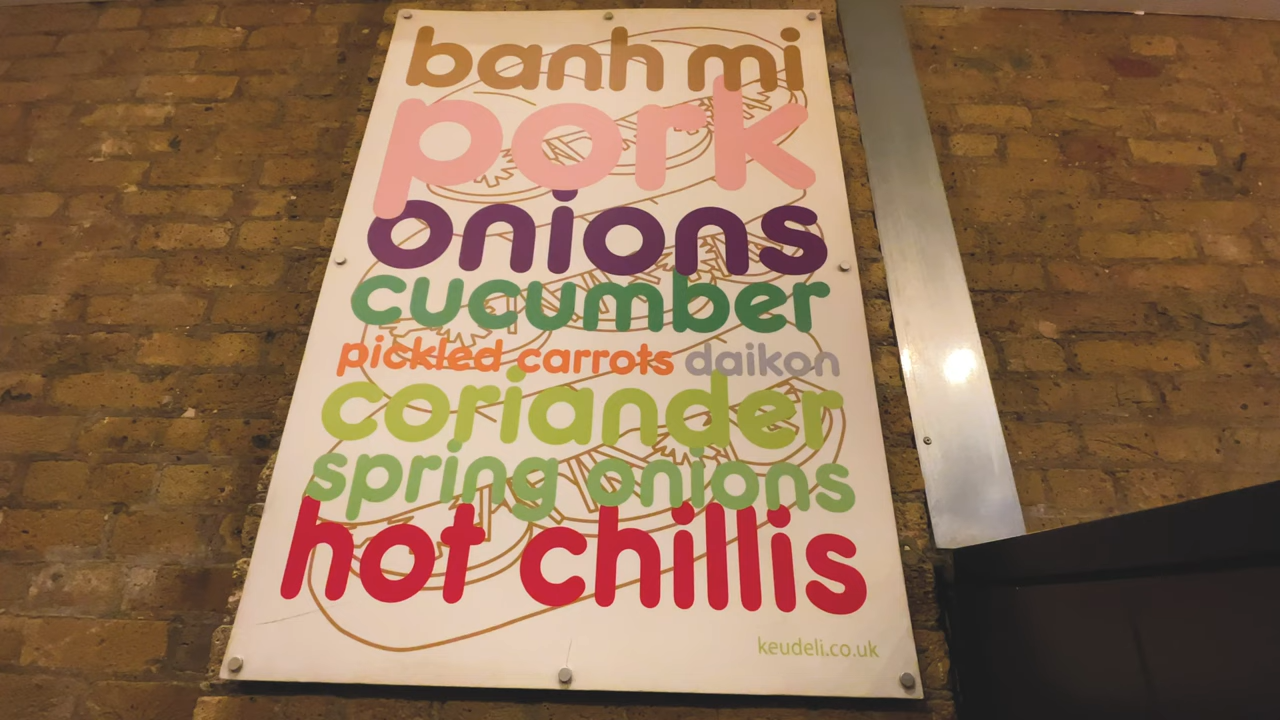 banh mi
pork
onions
cucumber
pickled carrots daikon
coriander
spring onions
hot chillis
keudeli.co.uk